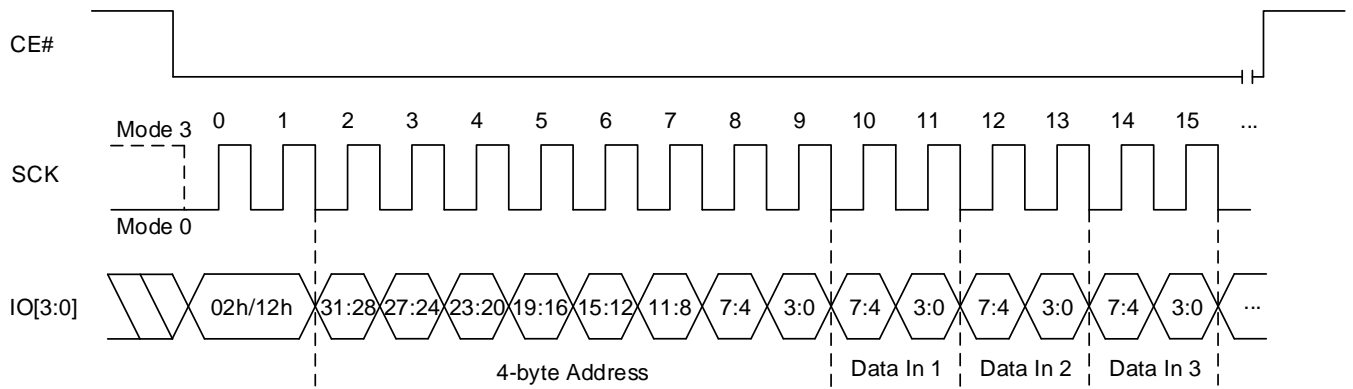 CE#
Mode 3 0 1 2 3 4 5 6 7 8 9 10 11 12 13 14 15 ...
SCK
Mode 0
IO[3:0] 02h/12h 31:28 27:24 23:20 19:16 15:12 11:8 7:4 3:0 7:4 3:0 7:4 3:0 7:4 3:0 ...
4-byte Address Data In 1 Data In 2 Data In 3